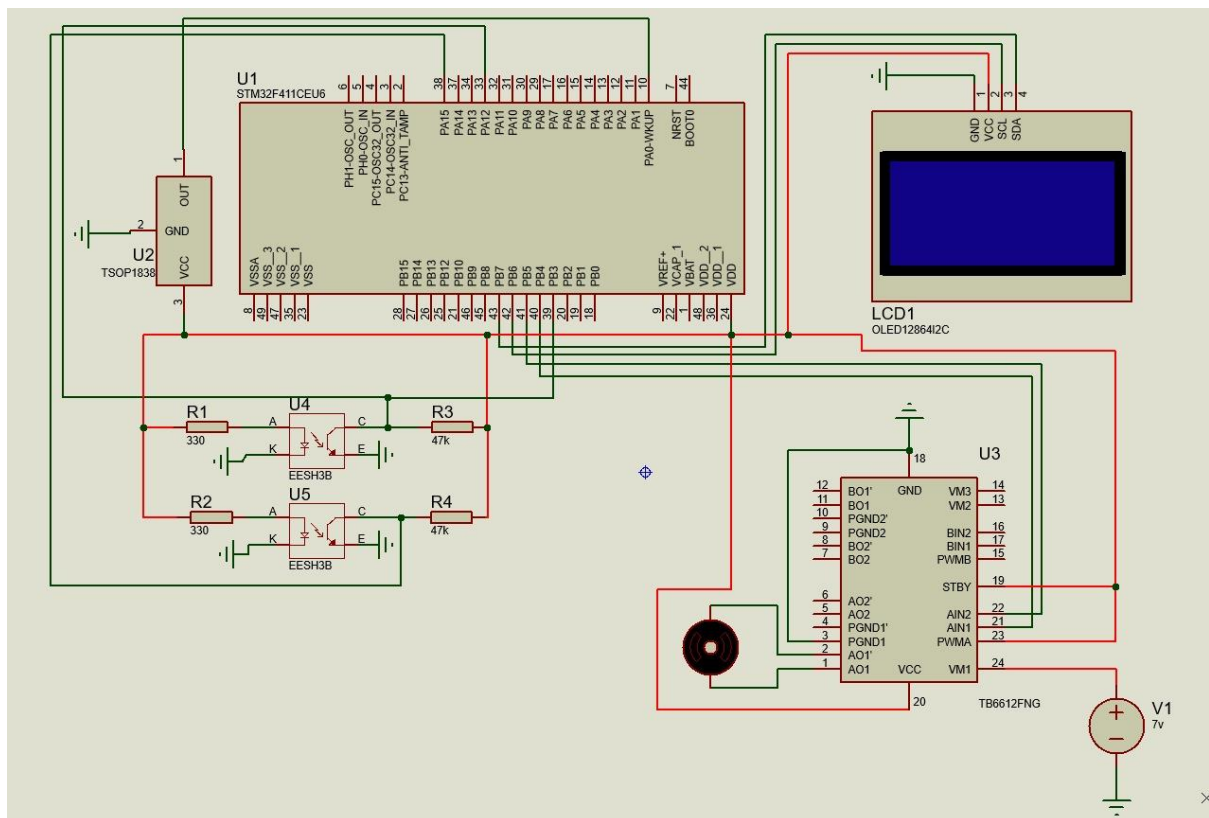 U1
STM32F411CEU6
6 5 4 3 2 38 37 34 33 32 31 30 29 17 16 15 14 13 12 11 10 7 44
PH1-OSC_OUT
PH0-OSC_IN
PC15-OSC32_OUT
PC14-OSC32_IN
PC13-ANTI_TAMP
PA15
PA14
PA13
PA12
PA11
PA10
PA9
PA8
PA7
PA6
PA5
PA4
PA3
PA2
PA1
PA0-WKUP
NRST
BOOT0
VSSA
VSS_3
VSS_2
VSS_1
VSS
PB15
PB14
PB13
PB12
PB10
PB9
PB8
PB7
PB6
PB5
PB4
PB3
PB2
PB1
PB0
VREF+
VCAP_1
VBAT
VDD_2
VDD_1
VDD
8 49 47 35 23 28 27 26 25 21 46 45 43 42 41 40 39 20 19 18 9 22 1 48 36 24
1
OUT
2 GND
U2
TSOP1838
VCC
3
1 2 3 4
GND
VCC
SCL
SDA
LCD1
OLED12864I2C
R1
330
U4
A C
K E
EESH3B
R3
47k
R2
330
U5
A C
K E
EESH3B
R4
47k
U3
18
GND
12 BO1'
11 BO1
10 PGND2'
9 PGND2
8 BO2'
7 BO2
6 AO2'
5 AO2
4 PGND1'
3 PGND1
2 AO1'
1 AO1
VM3 14
VM2 13
BIN2 16
BIN1 17
PWMB 15
STBY 19
AIN2 22
AIN1 21
PWMA 23
VM1 24
VCC
20
TB6612FNG
V1
7v